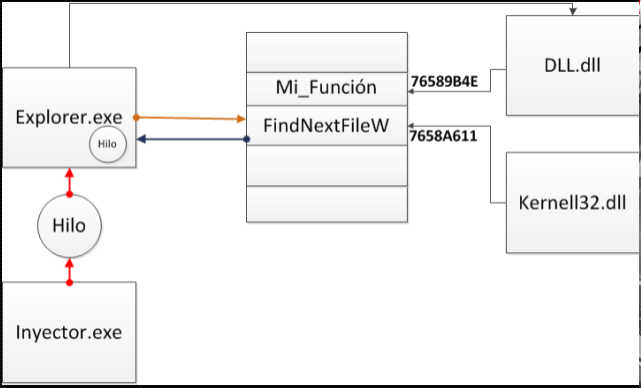 DLL.dll
Mi_Función
76589B4E
Explorer.exe
FindNextFileW
7658A611
Hilo
Kernell32.dll
Hilo
Inyector.exe